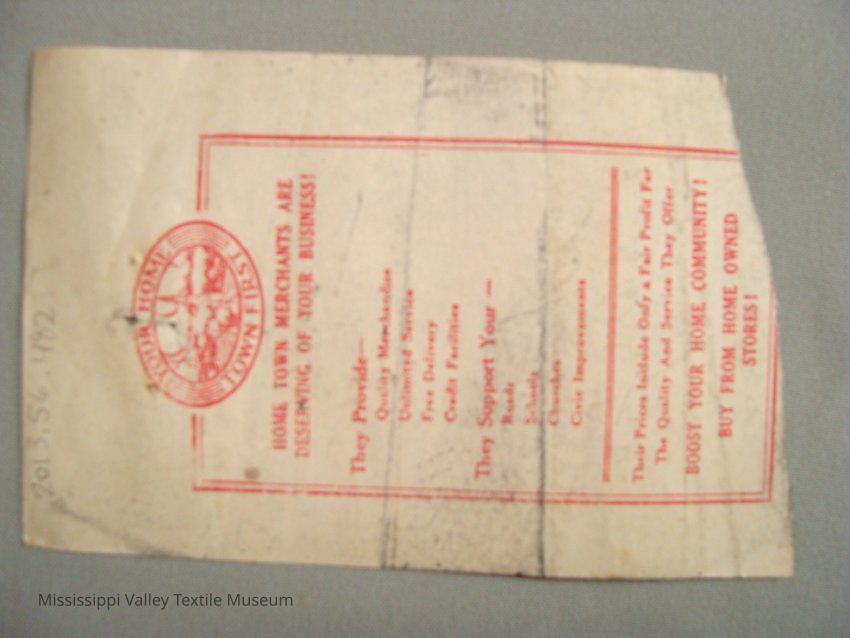 YOUR HOME
TOWN FIRST
HOME TOWN MERCHANTS ARE
DESERVING OF YOUR BUSINESS!
They Provide—
Quality Merchandise
Unlimited Service
Free Delivery
Credit Facilities
They Support Your —
Roads
Schools
Churches
Civic Improvements
Their Prices Include Only a Fair Profit For
The Quality And Service They Offer
BOOST YOUR HOME COMMUNITY!
BUY FROM HOME OWNED
STORES!
2013.56.482
Mississippi Valley Textile Museum